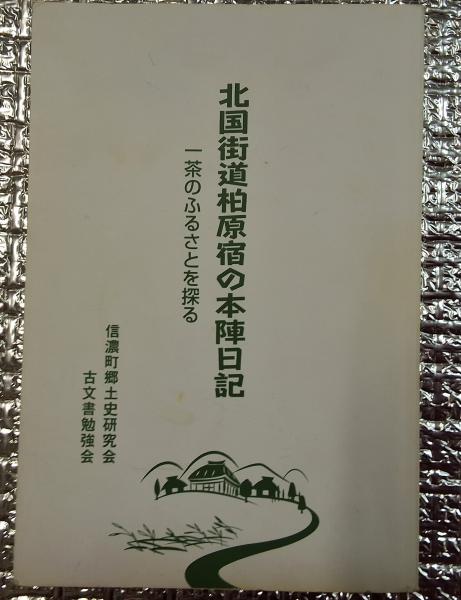 北国街道柏原宿の本陣日記
一茶のふるさとを探る
信濃町郷土史研究会
古文書勉強会